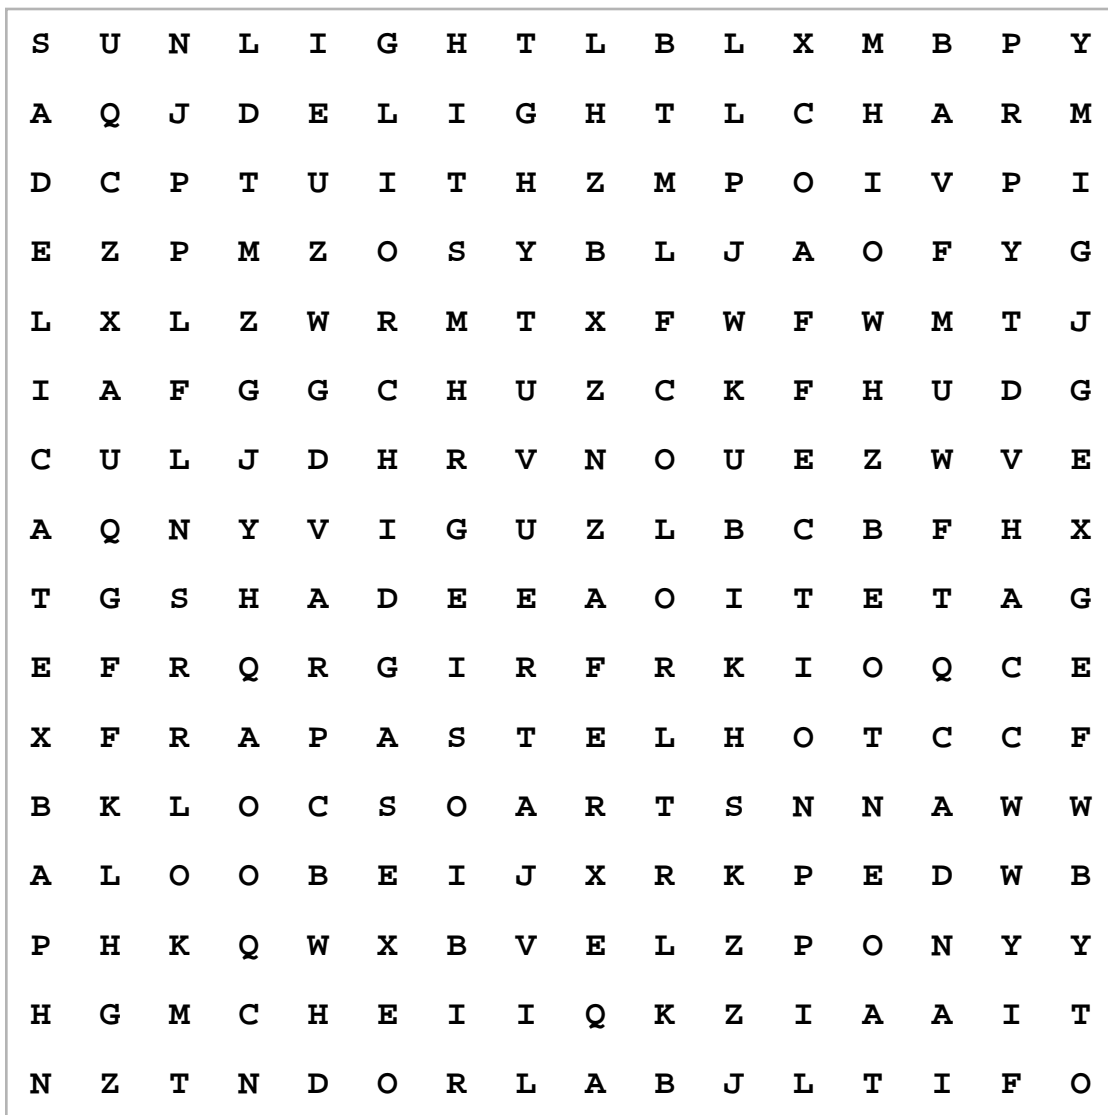 S U N L I G H T L B L X M B P Y
A Q J D E L I G H T L C H A R M
D C P T U I T H Z M P O I V P I
E Z P M Z O S Y B L J A O F Y G
L X L Z W R M T X F W F W M T J
I A F G G C H U Z C K F H U D G
C U L J D H R V N O U E Z W V E
A Q N Y V I G U Z L B C B F H X
T G S H A D E E A O I T E T A G
E F R Q R G I R F R K I O Q C E
X F R A P A S T E L H O T C C F
B K L O C S O A R T S N N A W W
A L O O B E I J X R K P E D W B
P H K Q W X B V E L Z P O N Y Y
H G M C H E I I Q K Z I A A I T
N Z T N D O R L A B J L T I F O